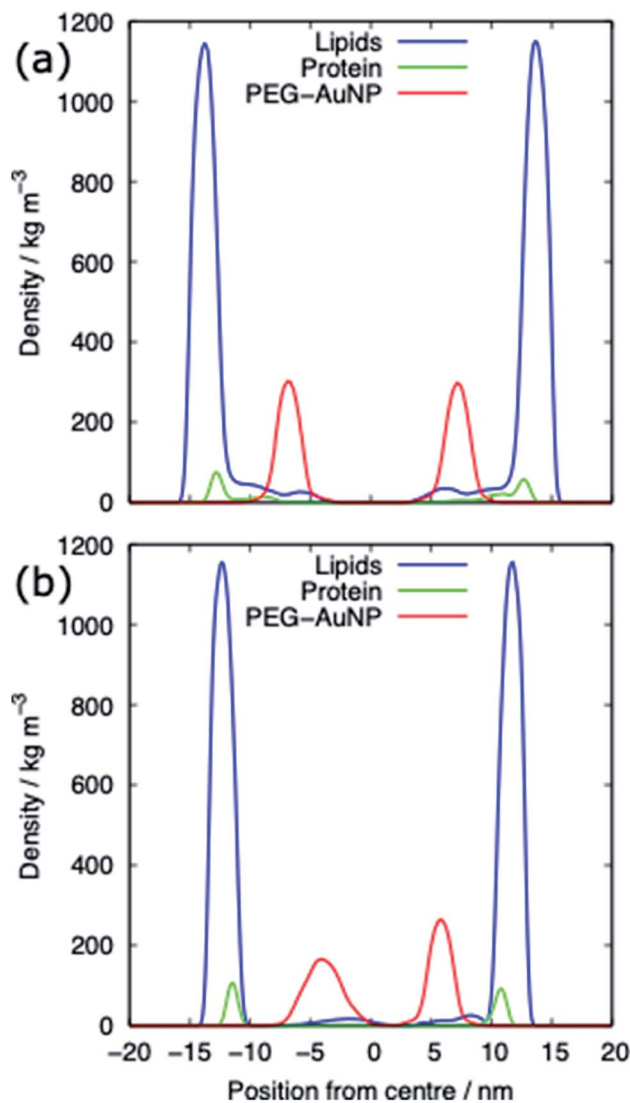 (a)
1200
1000
800
600
400
200
0
Density / kg m−3
Lipids
Protein
PEG−AuNP
(b)
1200
1000
800
600
400
200
0
Density / kg m−3
Lipids
Protein
PEG−AuNP
−20 −15 −10 −5 0 5 10 15 20
Position from centre / nm